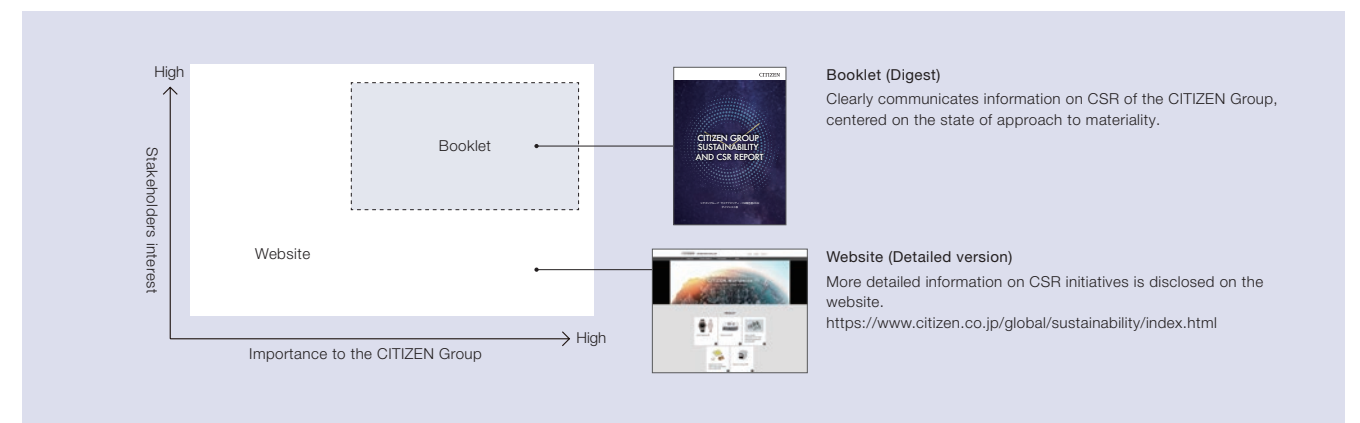 High
Stakeholders interest
Booklet
Website
High
Importance to the CITIZEN Group
CITIZEN
CITIZEN GROUP
SUSTAINABILITY
AND CSR REPORT
Booklet (Digest)
Clearly communicates information on CSR of the CITIZEN Group,
centered on the state of approach to materiality.
Website (Detailed version)
More detailed information on CSR initiatives is disclosed on the
website.
https://www.citizen.co.jp/global/sustainability/index.html